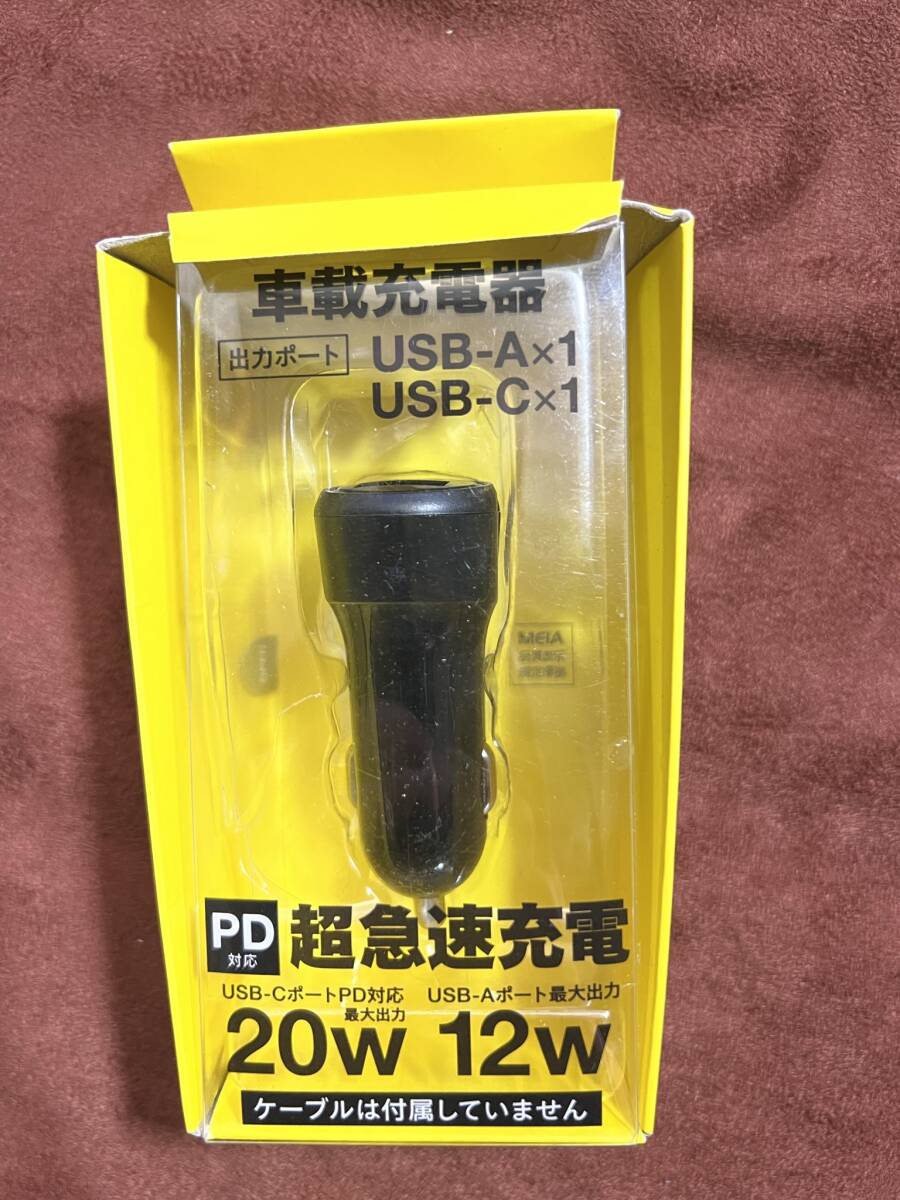 車載充電器
出力ポート USB-A×1
USB-C×1
MEIA
PD
対応
超急速充電
USB-CポートPD対応
最大出力
20w
USB-Aポート最大出力
12w
ケーブルは付属していません